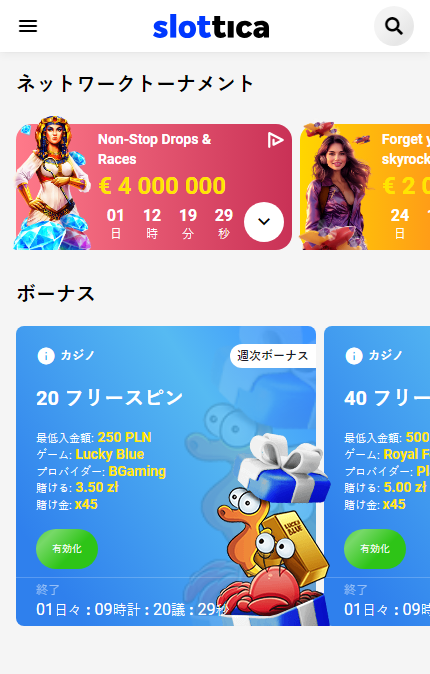 slottica
ネットワークトーナメント
Non-Stop Drops &
Races
€ 4 000 000
01 12 19 29
日 時 分 秒
Forget y
skyrock
€ 2 0
24
日
ボーナス
カジノ
週次ボーナス
20 フリースピン
最低入金額: 250 PLN
ゲーム: Lucky Blue
プロバイダー: BGaming
賭ける: 3.50 zł
賭け金: x45
有効化
LUCKY
BLUE
終了
01日々 : 09時計 : 20議 : 29秒
カジノ
40 フリー
最低入金額: 500
ゲーム: Royal F
プロバイダー: Pl
賭ける: 5.00 zł
賭け金: x45
有効化
終了
01日々 : 09時